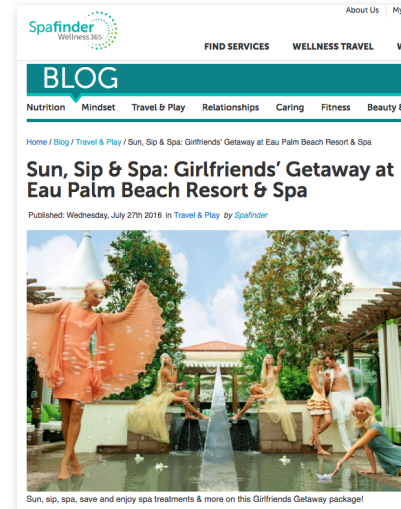 About Us
Spafinder
Wellness365
FIND SERVICES WELLNESS TRAVEL
BLOG
Nutrition Mindset Travel & Play Relationships Caring Fitness Beauty
Home / Blog / Travel & Play / Sun, Sip & Spa: Girlfriends' Getaway at Eau Palm Beach Resort & Spa
Sun, Sip & Spa: Girlfriends' Getaway at
Eau Palm Beach Resort & Spa
Published: Wednesday, July 27th 2016 in Travel & Play by Spafinder
Sun, sip, spa, save and enjoy spa treatments & more on this Girlfriends Getaway package!